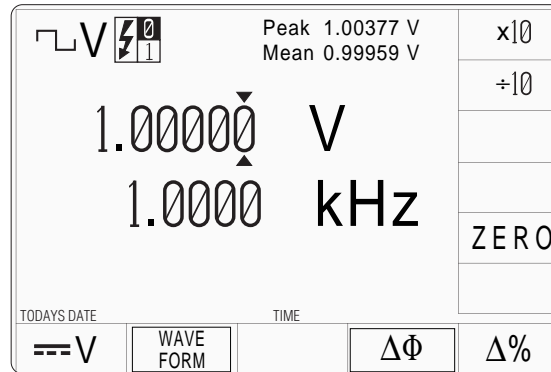 V 0 1
Peak 1.00377 V
Mean 0.99959 V
x10
÷10
1.00000 V
1.0000 kHz
ZERO
TODAYS DATE TIME
V
WAVE
FORM
ΔΦ
Δ%